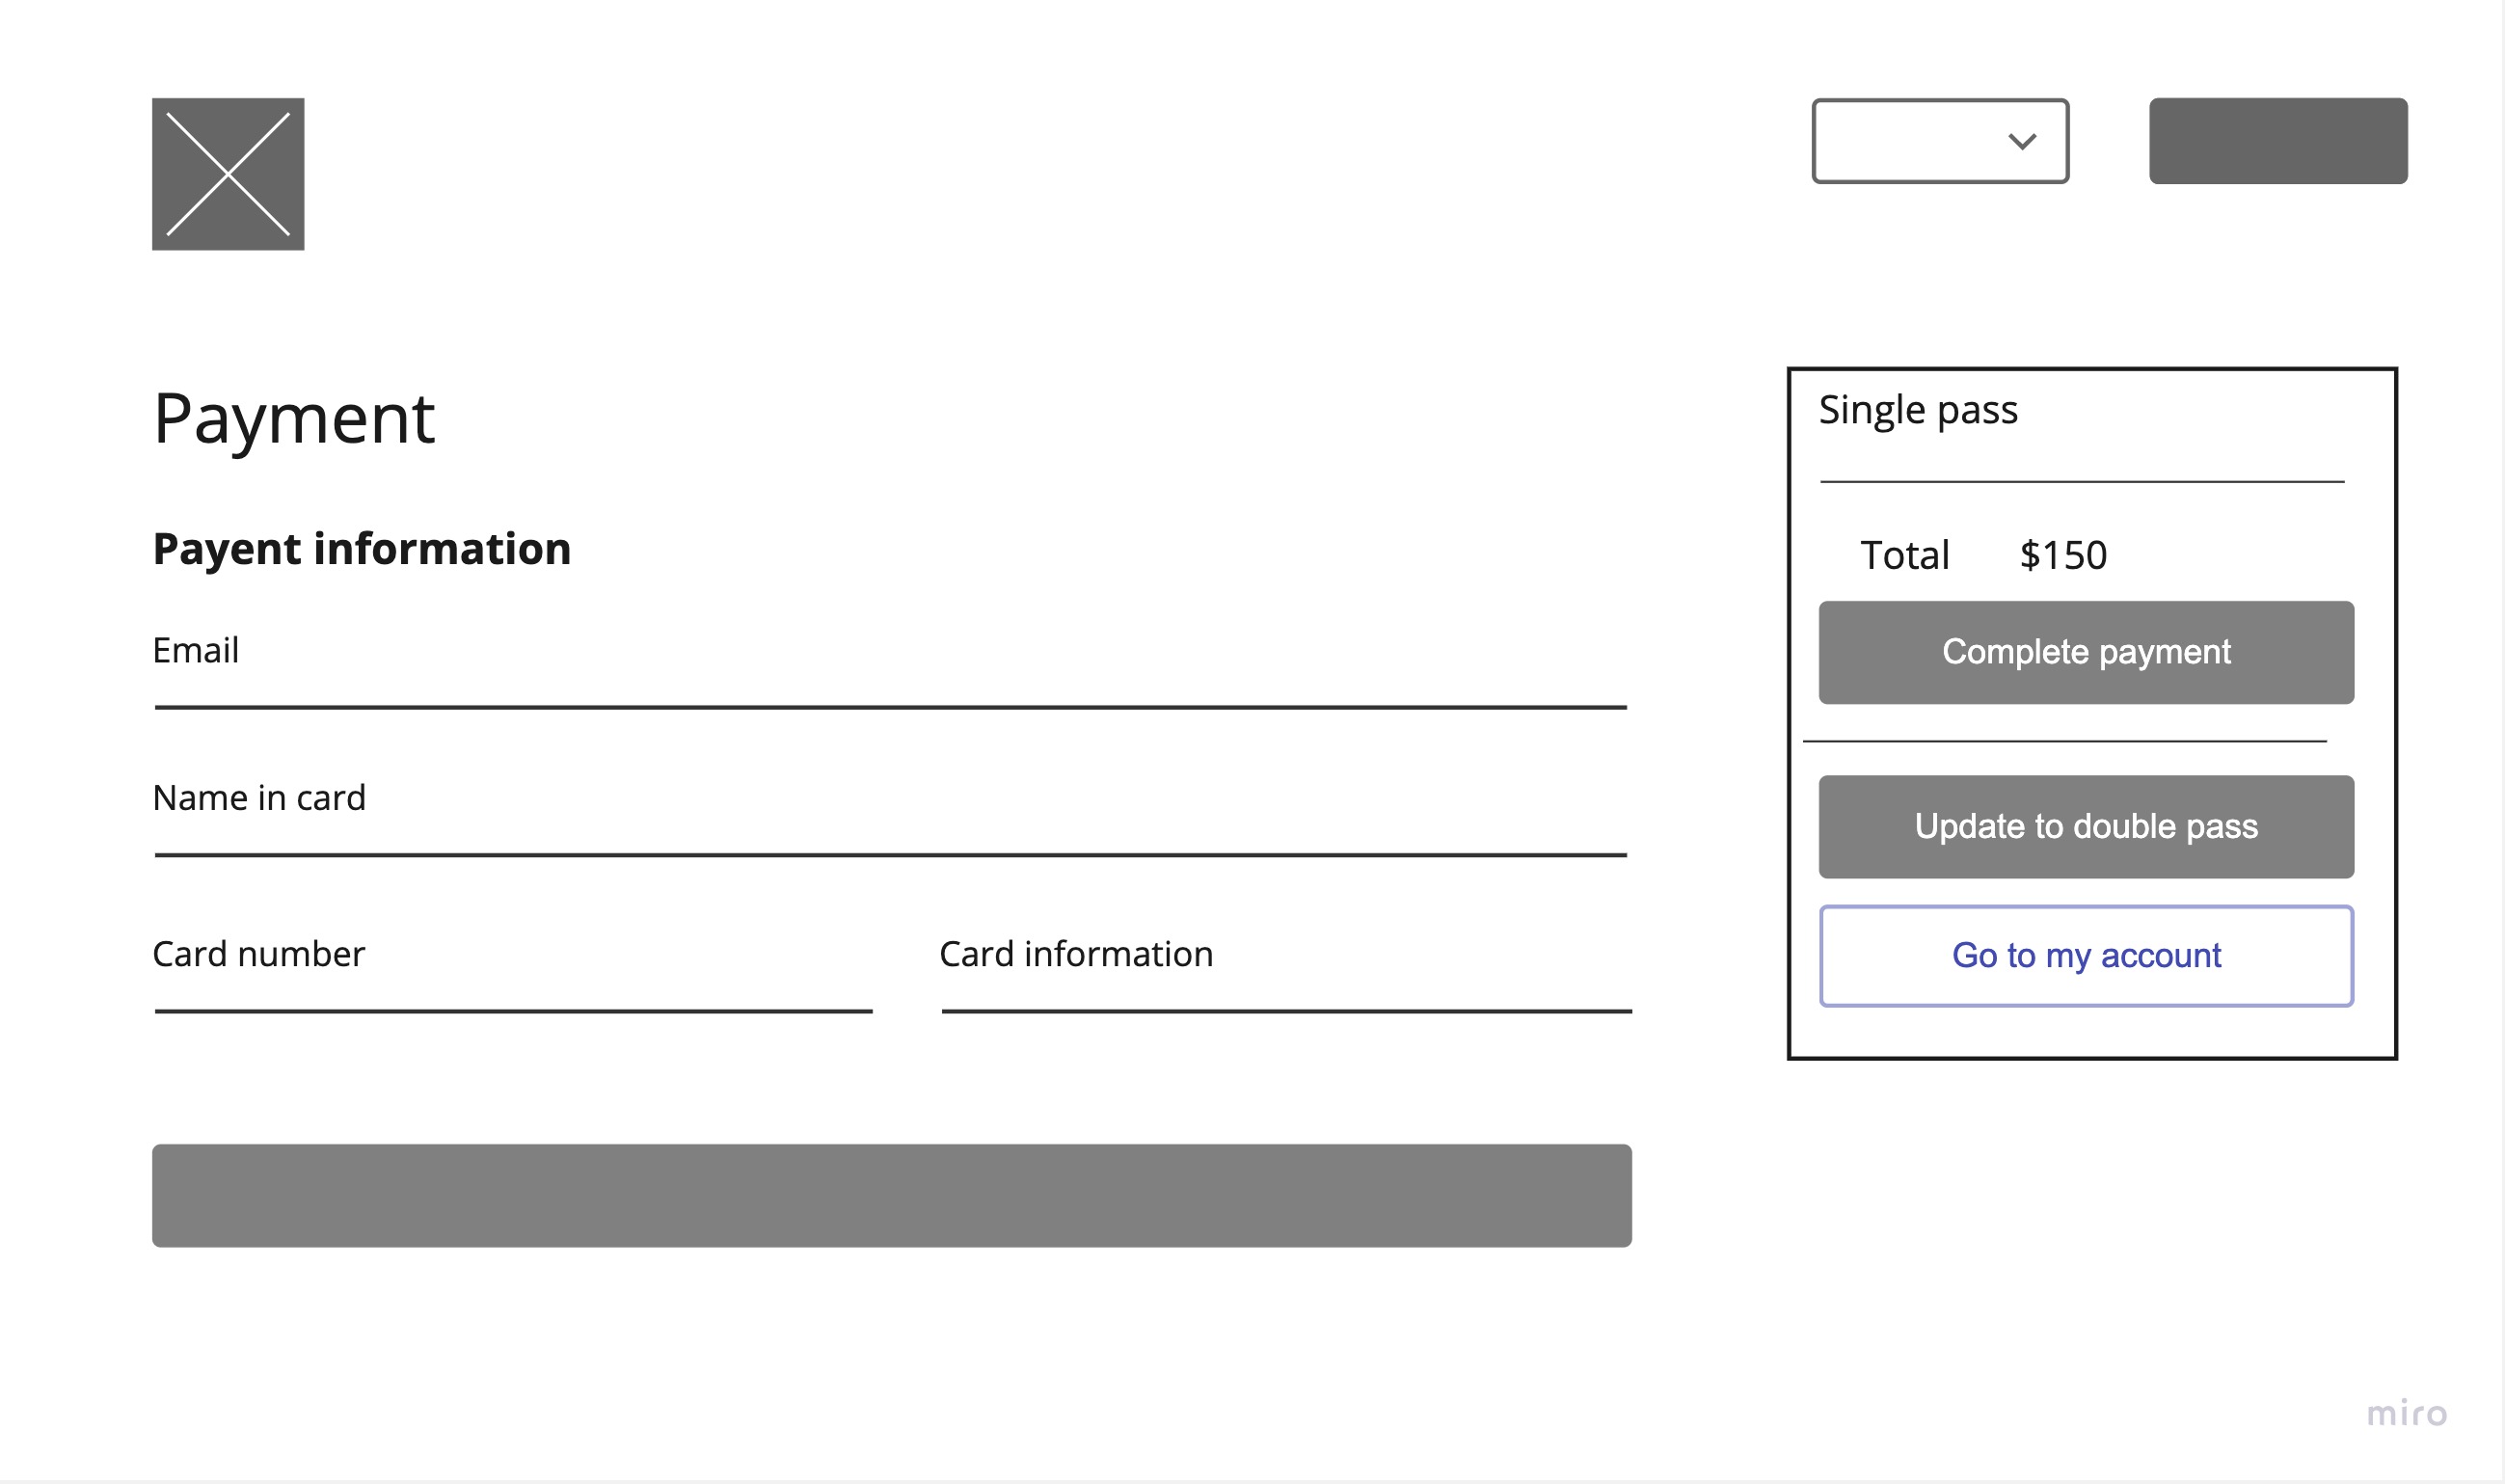 Payment
Payent information
Email
Name in card
Card number
Card information
Single pass
Total $150
Complete payment
Update to double pass
Go to my account
miro